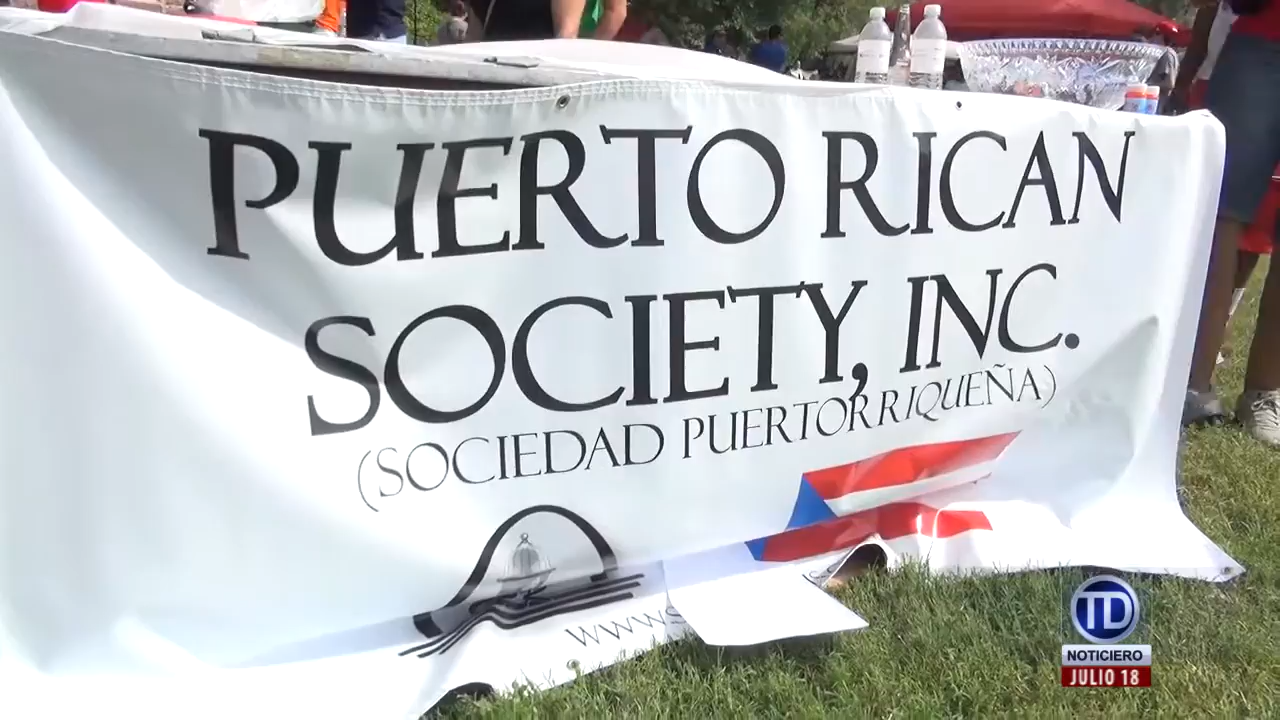 PUERTO RICAN
SOCIETY, INC.
(SOCIEDAD PUERTORRIQUEÑA)
TD
NOTICIERO
JULIO 18